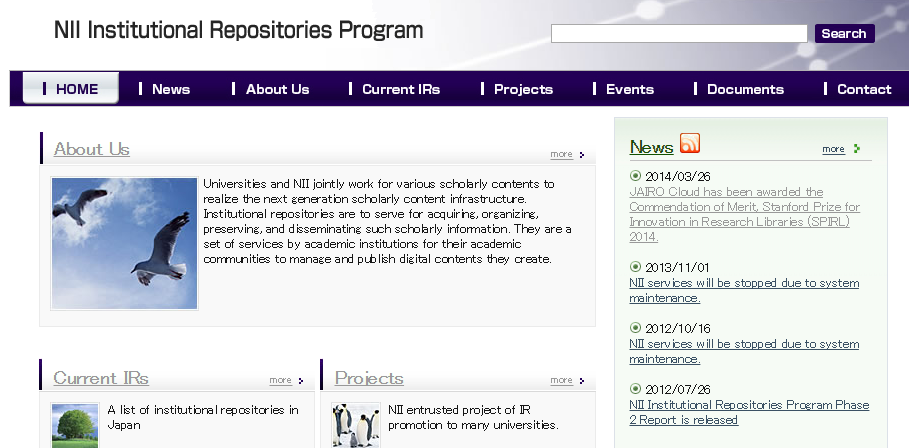 NII Institutional Repositories Program
Search
HOME News About Us Current IRs Projects Events Documents Contact
About Us
more
Universities and NII jointly work for various scholarly contents to
realize the next generation scholarly content infrastructure.
Institutional repositories are to serve for acquiring, organizing,
preserving, and disseminating such scholarly information. They are a
set of services by academic institutions for their academic
communities to manage and publish digital contents they create.
Current IRs
more
A list of institutional repositories in
Japan
Projects
more
NII entrusted project of IR
promotion to many universities.
News
more
2014/03/26
JAIRO Cloud has been awarded the
Commendation of Merit, Stanford Prize for
Innovation in Research Libraries (SPIRL)
2014.
2013/11/01
NII services will be stopped due to system
maintenance.
2012/10/16
NII services will be stopped due to system
maintenance.
2012/07/26
NII Institutional Repositories Program Phase
2 Report is released